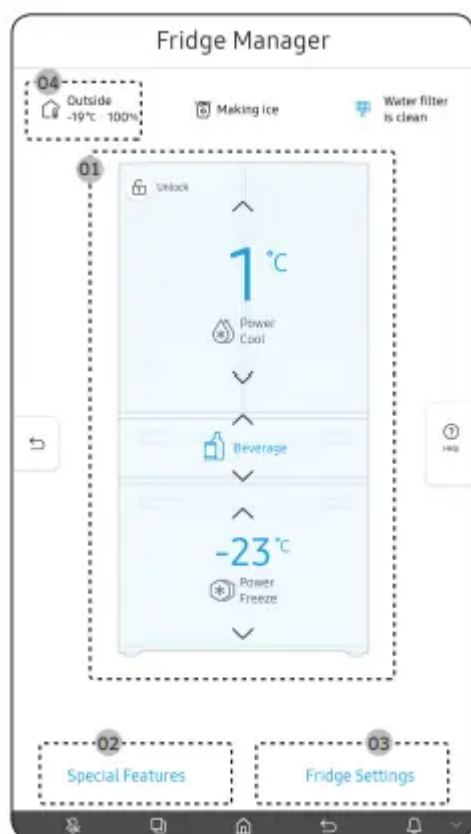 Fridge Manager
04
Outside
-19°C 100%
Making ice
Water filter
is clean
01
Unlock
1 °C
Power
Cool
Beverage
Help
-23 °C
Power
Freeze
02
Special Features
03
Fridge Settings